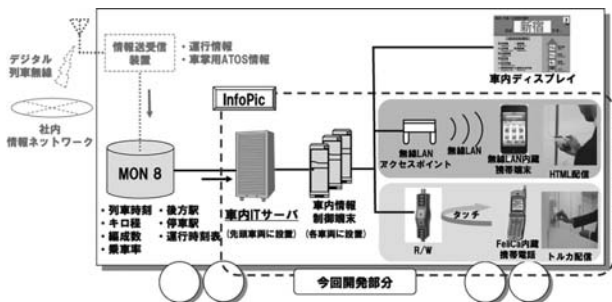 デジタル
列車無線
情報送受信
装置
・運行情報
・車掌用ATOS情報
社内
情報ネットワーク
InfoPic
MON 8
・列車時刻
・キロ程
・編成数
・乗車率
・後方駅
・停車駅
・運行時刻表
車内ITサーバ
(先頭車両に設置)
車内情報
制御端末
(各車両に設置)
新宿
車内ディスプレイ
無線LAN
アクセスポイント
無線LAN
無線LAN内蔵
携帯端末
HTML配信
R/W
タッチ
FeliCa内蔵
携帯電話
トルカ配信
今回開発部分